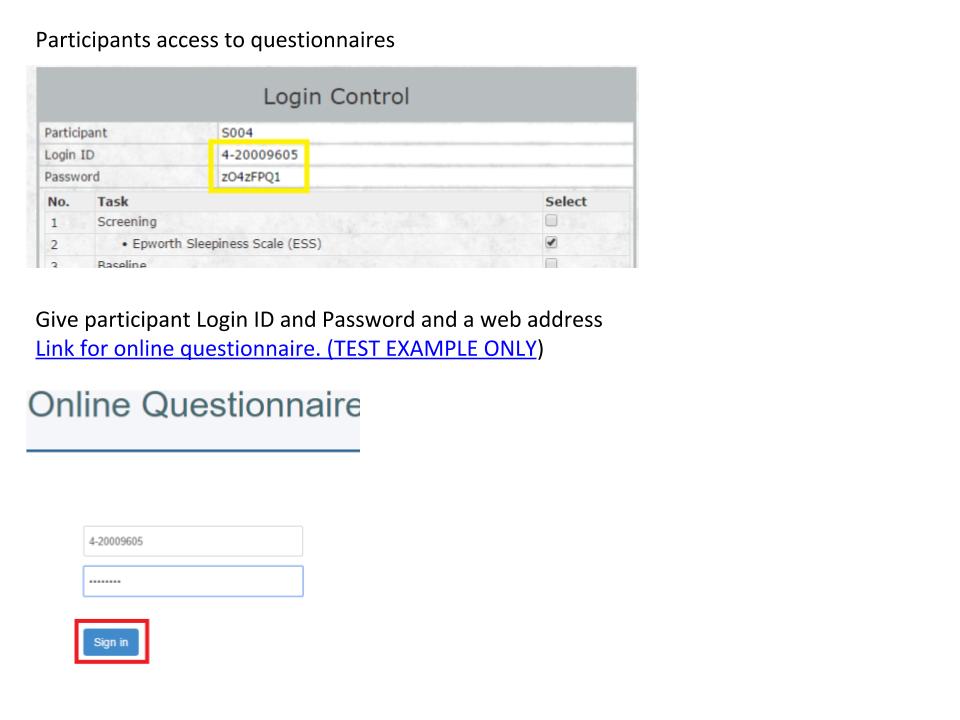 Participants access to questionnaires
Login Control
Participant S004
Login ID 4-20009605
Password zO4zFPQ1
No. Task Select
1 Screening
2 • Epworth Sleepiness Scale (ESS)
3 Baseline
Give participant Login ID and Password and a web address
Link for online questionnaire. (TEST EXAMPLE ONLY)
Online Questionnaire
4-20009605
••••••••
Sign in